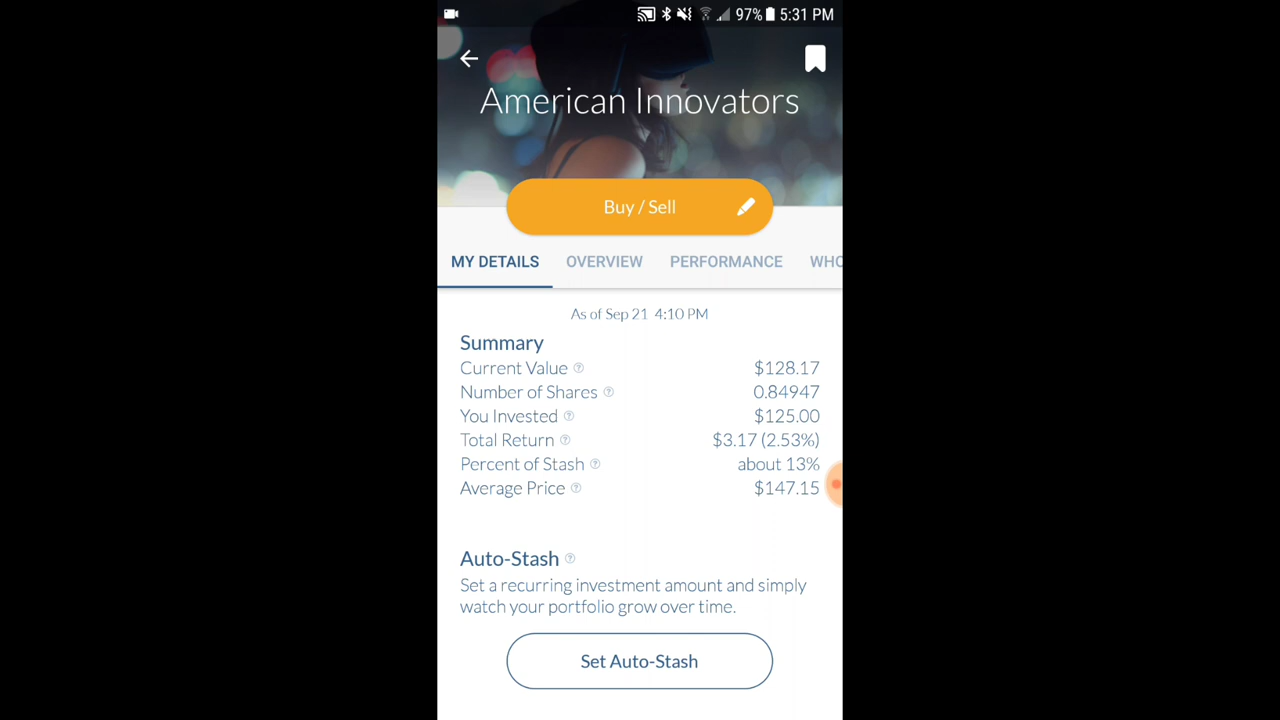 97% 5:31 PM
American Innovators
Buy / Sell
MY DETAILS OVERVIEW PERFORMANCE WHO
As of Sep 21 4:10 PM
Summary
Current Value $128.17
Number of Shares 0.84947
You Invested $125.00
Total Return $3.17 (2.53%)
Percent of Stash about 13%
Average Price $147.15
Auto-Stash
Set a recurring investment amount and simply
watch your portfolio grow over time.
Set Auto-Stash